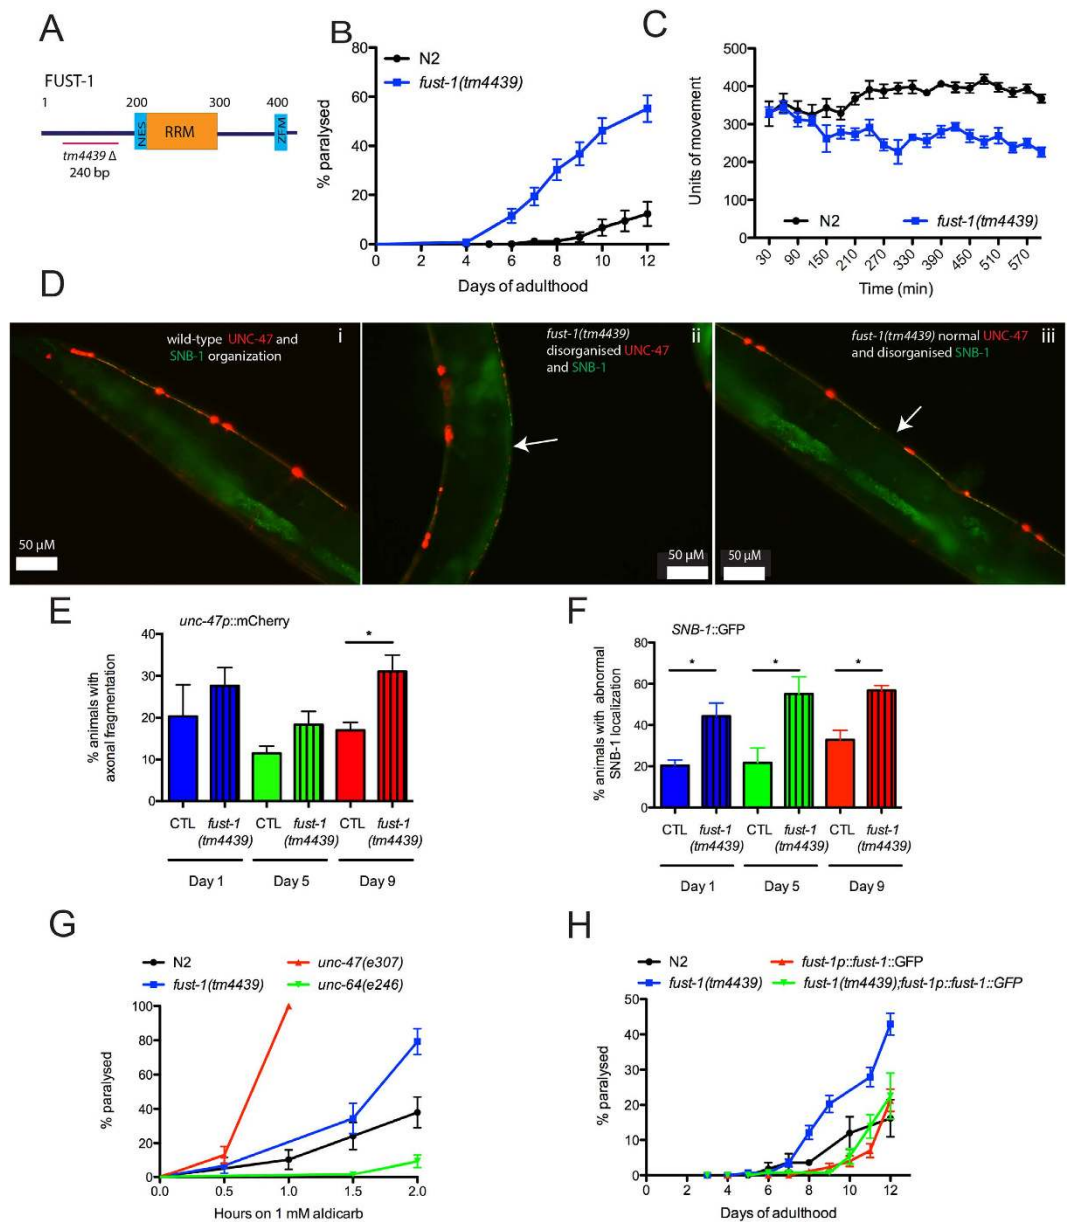 A
FUST-1
1 200 300 400
NES
RRM
ZFM
tm4439 Δ
240 bp
B
N2
fust-1(tm4439)
% paralysed
80
60
40
20
0
0 2 4 6 8 10 12
Days of adulthood
C
Units of movement
500
400
300
200
100
0
N2 fust-1(tm4439)
30 90 150 210 270 330 390 450 510 570
Time (min)
D
wild-type UNC-47 and
SNB-1 organization
i
50 µM
fust-1(tm4439)
disorganised UNC-47
and SNB-1
ii
50 µM
fust-1(tm4439) normal UNC-47
and disorganised SNB-1
iii
50 µM
E
unc-47p::mCherry
% animals with
axonal fragmentation
40
30
20
10
0
*
CTL fust-1 CTL fust-1 CTL fust-1
(tm4439) (tm4439) (tm4439)
Day 1 Day 5 Day 9
F
SNB-1::GFP
% animals with abnormal
SNB-1 localization
80
60
40
20
0
* * *
CTL fust-1 CTL fust-1 CTL fust-1
(tm4439) (tm4439) (tm4439)
Day 1 Day 5 Day 9
G
N2 unc-47(e307)
fust-1(tm4439) unc-64(e246)
% paralysed
100
80
60
40
20
0
0.0 0.5 1.0 1.5 2.0
Hours on 1 mM aldicarb
H
N2 fust-1p::fust-1::GFP
fust-1(tm4439) fust-1(tm4439);fust-1p::fust-1::GFP
% paralysed
50
40
30
20
10
0
0 2 4 6 8 10 12
Days of adulthood